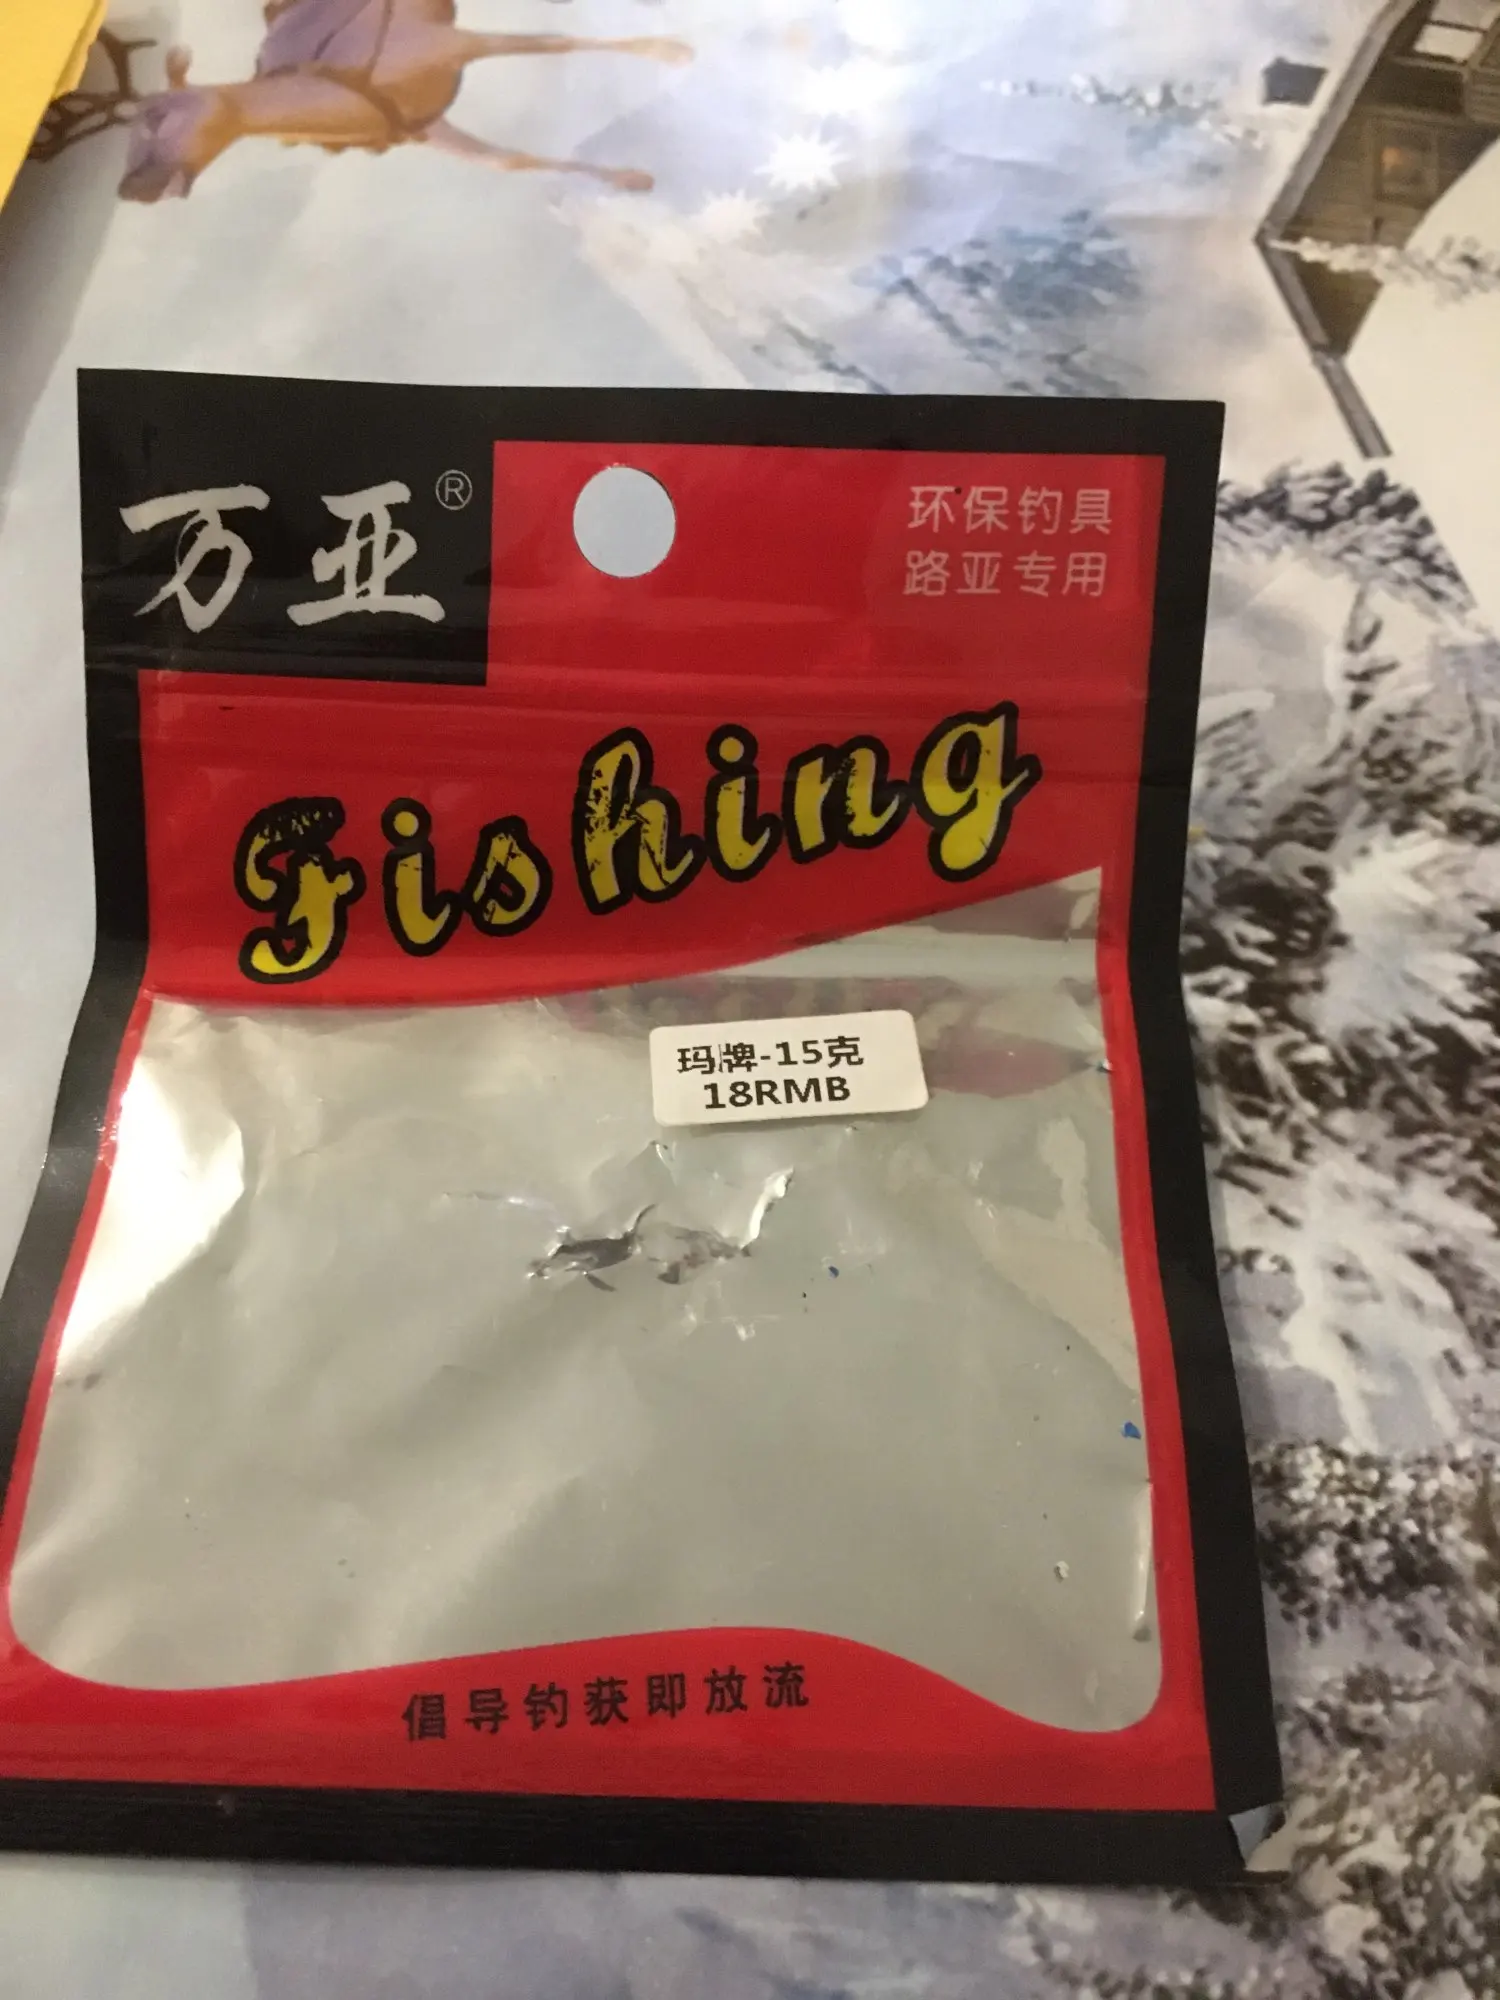 万亚®
环保钓具
路亚专用
Fishing
玛牌-15克
18RMB
倡导钓获即放流